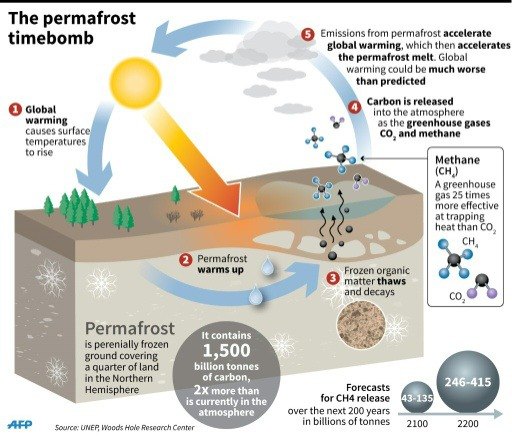 The permafrost
timebomb
1 Global
warming
causes surface
temperatures
to rise
5 Emissions from permafrost accelerate
global warming, which then accelerates
the permafrost melt. Global
warming could be much worse
than predicted
4 Carbon is released
into the atmosphere
as the greenhouse gases
CO2 and methane
Methane
(CH4)
A greenhouse
gas 25 times
more effective
at trapping
heat than CO2
CH4
CO2
2 Permafrost
warms up
3 Frozen organic
matter thaws
and decays
Permafrost
is perenially frozen
ground covering
a quarter of land
in the Northern
Hemisphere
It contains
1,500
billion tonnes
of carbon,
2x more than
is currently in the
atmosphere
Forecasts
for CH4 release
over the next 200 years
in billions of tonnes
43-135
2100
246-415
2200
AFP
Source: UNEP, Woods Hole Research Center